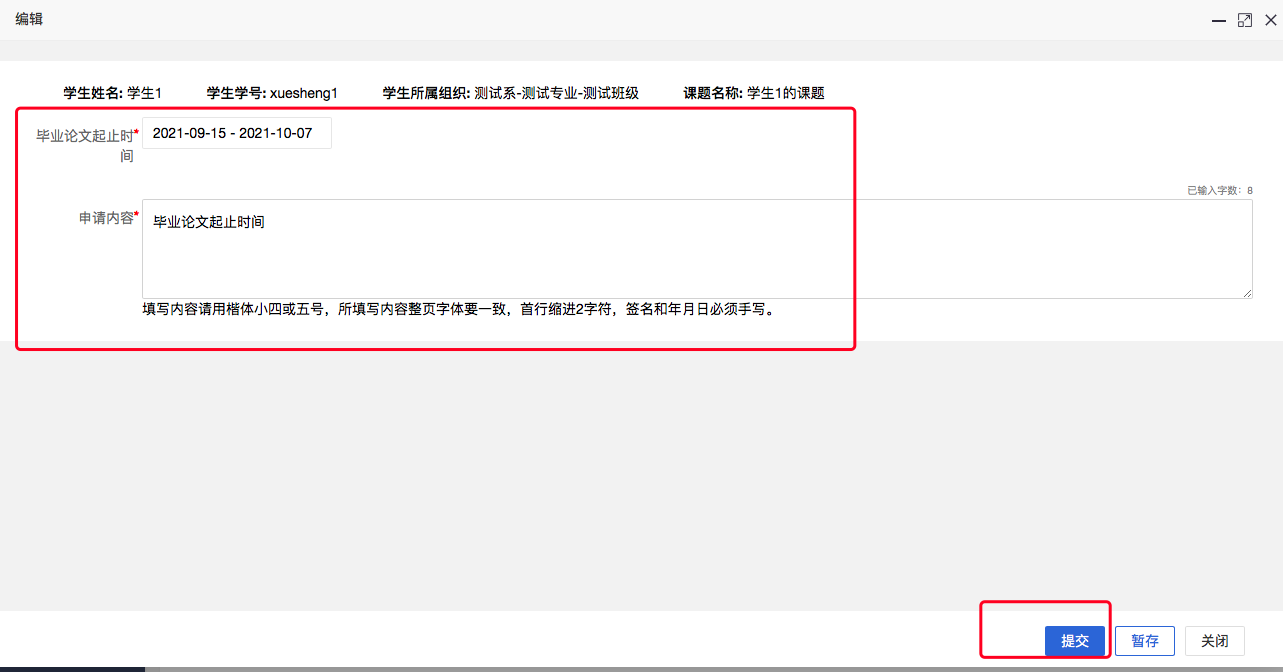 编辑
学生姓名: 学生1 学生学号: xuesheng1 学生所属组织: 测试系-测试专业-测试班级 课题名称: 学生1的课题
毕业论文起止时*
间
2021-09-15 - 2021-10-07
已输入字数：8
申请内容*
毕业论文起止时间
填写内容请用楷体小四或五号，所填写内容整页字体要一致，首行缩进2字符，签名和年月日必须手写。
提交 暂存 关闭